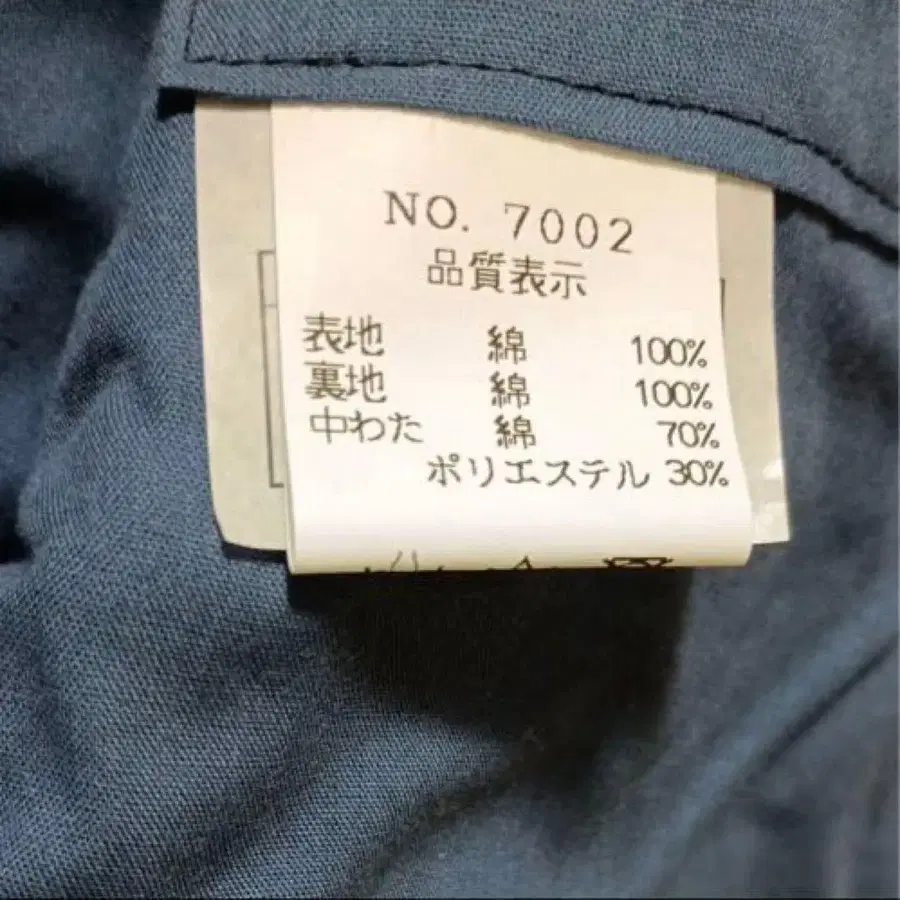 NO. 7002
品質表示
表地 綿 100%
裏地 綿 100%
中わた 綿 70%
ポリエステル 30%